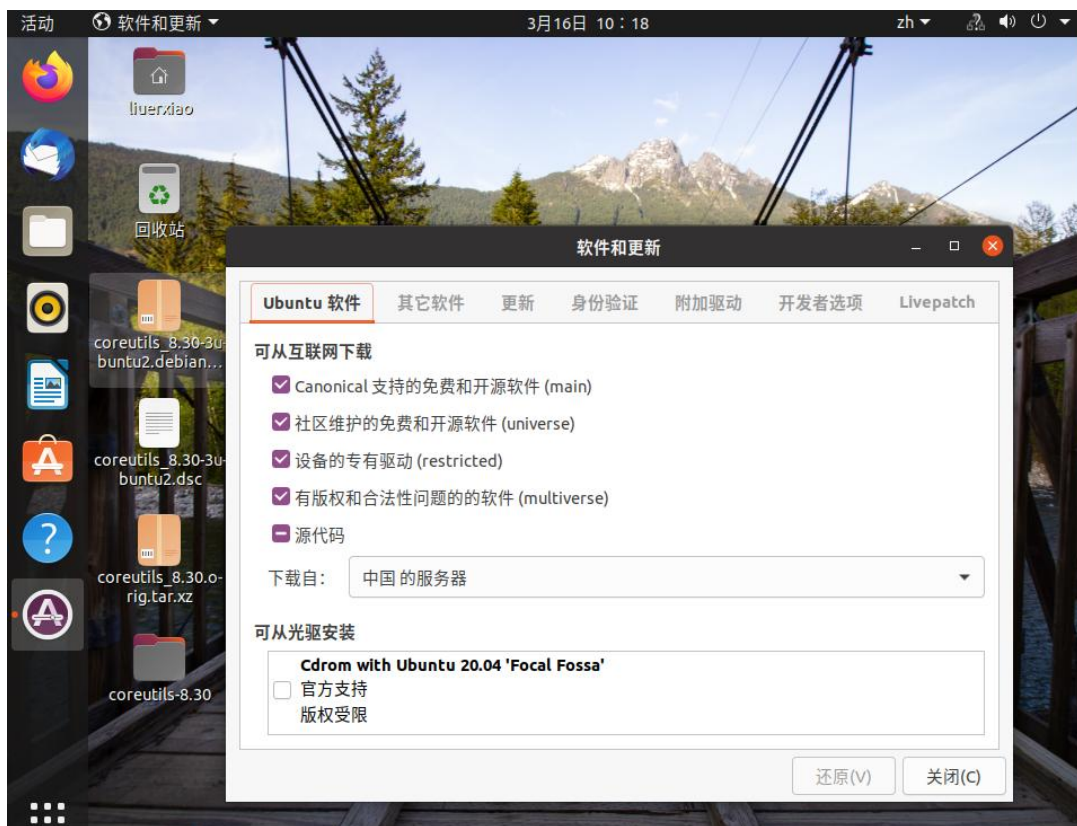 活动
软件和更新
3月16日 10：18
zh
liuerxiao
回收站
coreutils_8.30-3u-
buntu2.debian...
coreutils_8.30-3u-
buntu2.dsc
coreutils_8.30.o-
rig.tar.xz
coreutils-8.30
软件和更新
Ubuntu 软件
其它软件
更新
身份验证
附加驱动
开发者选项
Livepatch
可从互联网下载
Canonical 支持的免费和开源软件 (main)
社区维护的免费和开源软件 (universe)
设备的专有驱动 (restricted)
有版权和合法性问题的的软件 (multiverse)
源代码
下载自：
中国 的服务器
可从光驱安装
Cdrom with Ubuntu 20.04 'Focal Fossa'
官方支持
版权受限
还原(V)
关闭(C)